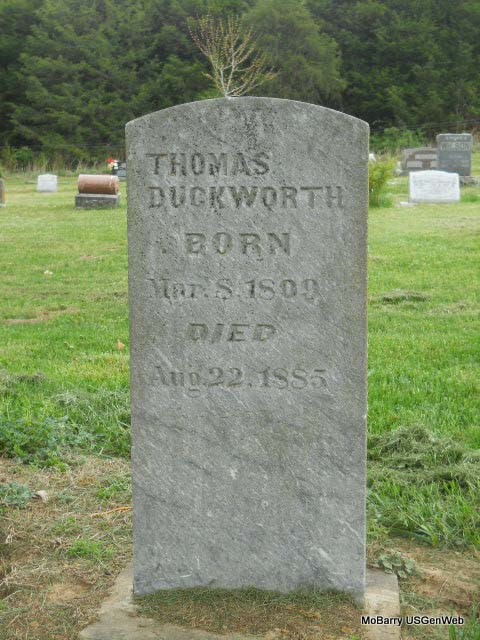 THOMAS
DUCKWORTH
BORN
Mar. 8. 1809
DIED
Aug. 22. 1885
MoBarry USGenWeb